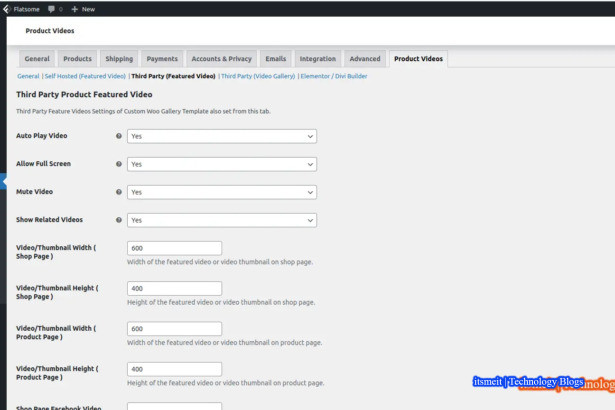 Flatsome 0 + New
Product Videos
General Products Shipping Payments Accounts & Privacy Emails Integration Advanced Product Videos
General | Self Hosted (Featured Video) | Third Party (Featured Video) | Third Party (Video Gallery) | Elementor / Divi Builder
Third Party Product Featured Video
Third Party Feature Videos Settings of Custom Woo Gallery Template also set from this tab.
Auto Play Video ? Yes
Allow Full Screen ? Yes
Mute Video ? Yes
Show Related Videos ? Yes
Video/Thumbnail Width (
Shop Page )
600
Width of the featured video or video thumbnail on shop page.
Video/Thumbnail Height (
Shop Page )
400
Height of the featured video or video thumbnail on shop page.
Video/Thumbnail Width (
Product Page )
600
Width of the featured video or video thumbnail on product page.
Video/Thumbnail Height (
Product Page )
400
Height of the featured video or video thumbnail on product page.
itsmeit | Technology Blogs
Shop Page Facebook Video